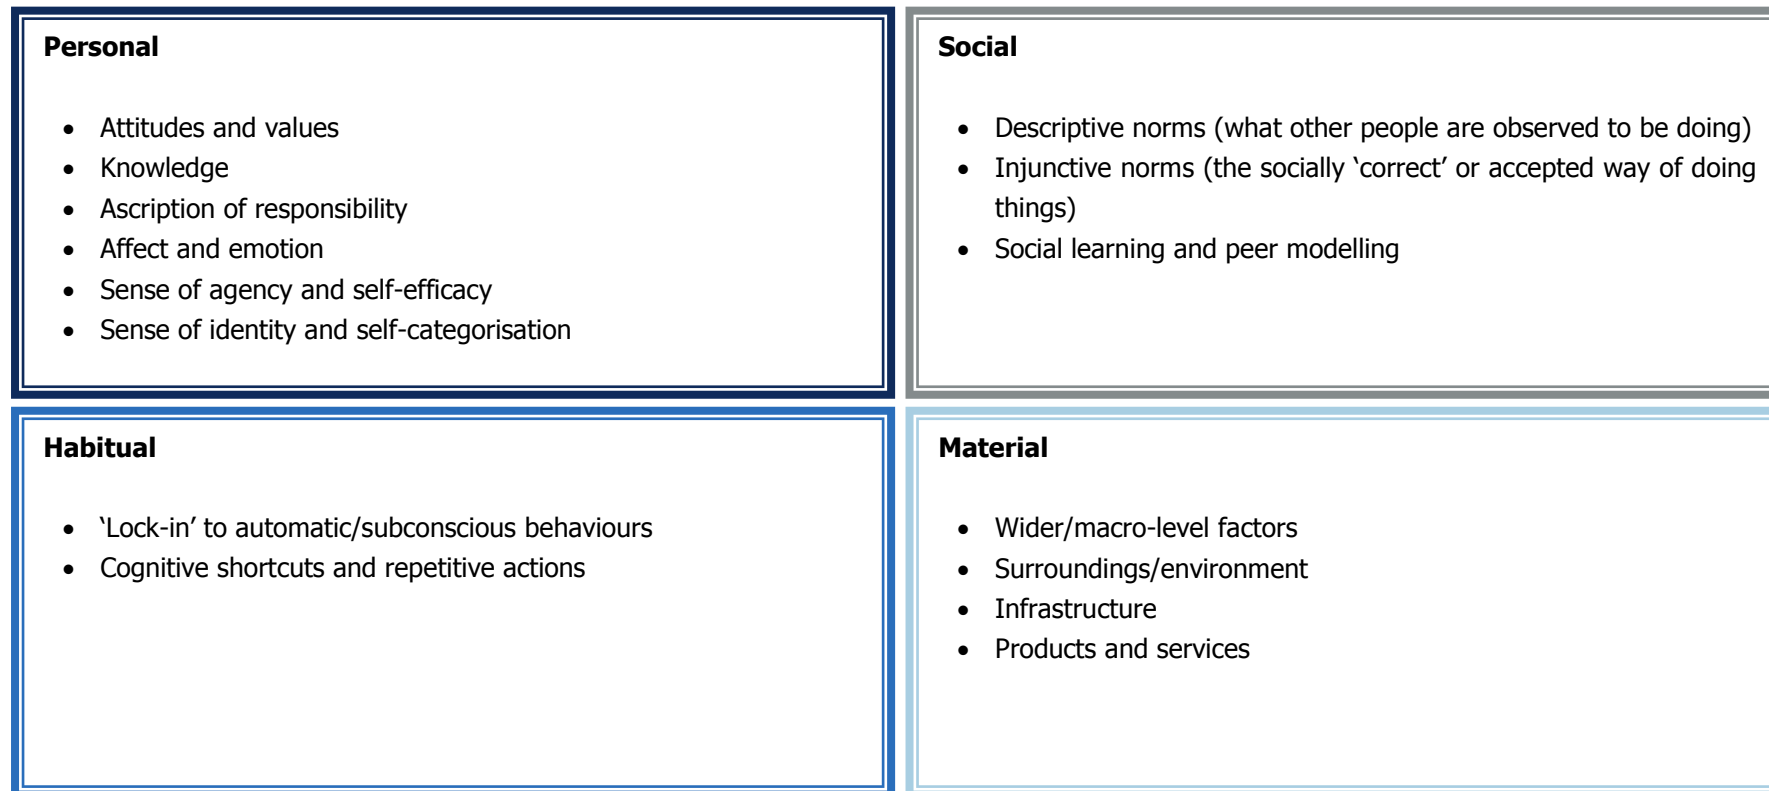 Personal
• Attitudes and values
• Knowledge
• Ascription of responsibility
• Affect and emotion
• Sense of agency and self-efficacy
• Sense of identity and self-categorisation
Social
• Descriptive norms (what other people are observed to be doing)
• Injunctive norms (the socially ‘correct’ or accepted way of doing
things)
• Social learning and peer modelling
Habitual
• ‘Lock-in’ to automatic/subconscious behaviours
• Cognitive shortcuts and repetitive actions
Material
• Wider/macro-level factors
• Surroundings/environment
• Infrastructure
• Products and services